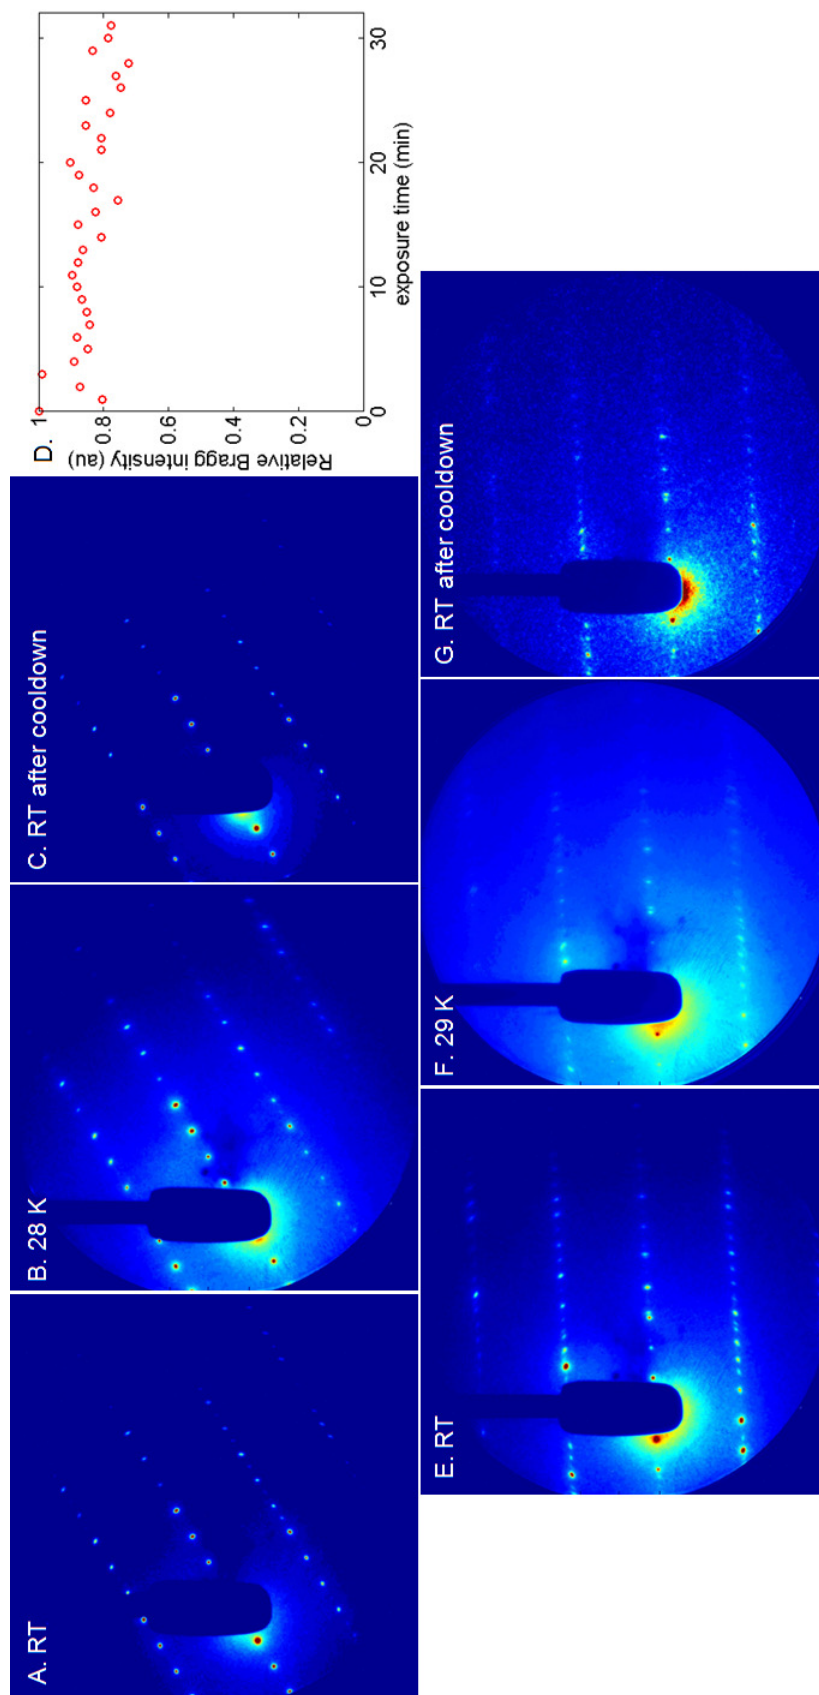 A. RT
B. 28 K
C. RT after cooldown
D.
Relative Bragg intensity (au)
1
0.8
0.6
0.4
0.2
0
0
10
20
30
exposure time (min)
E. RT
F. 29 K
G. RT after cooldown